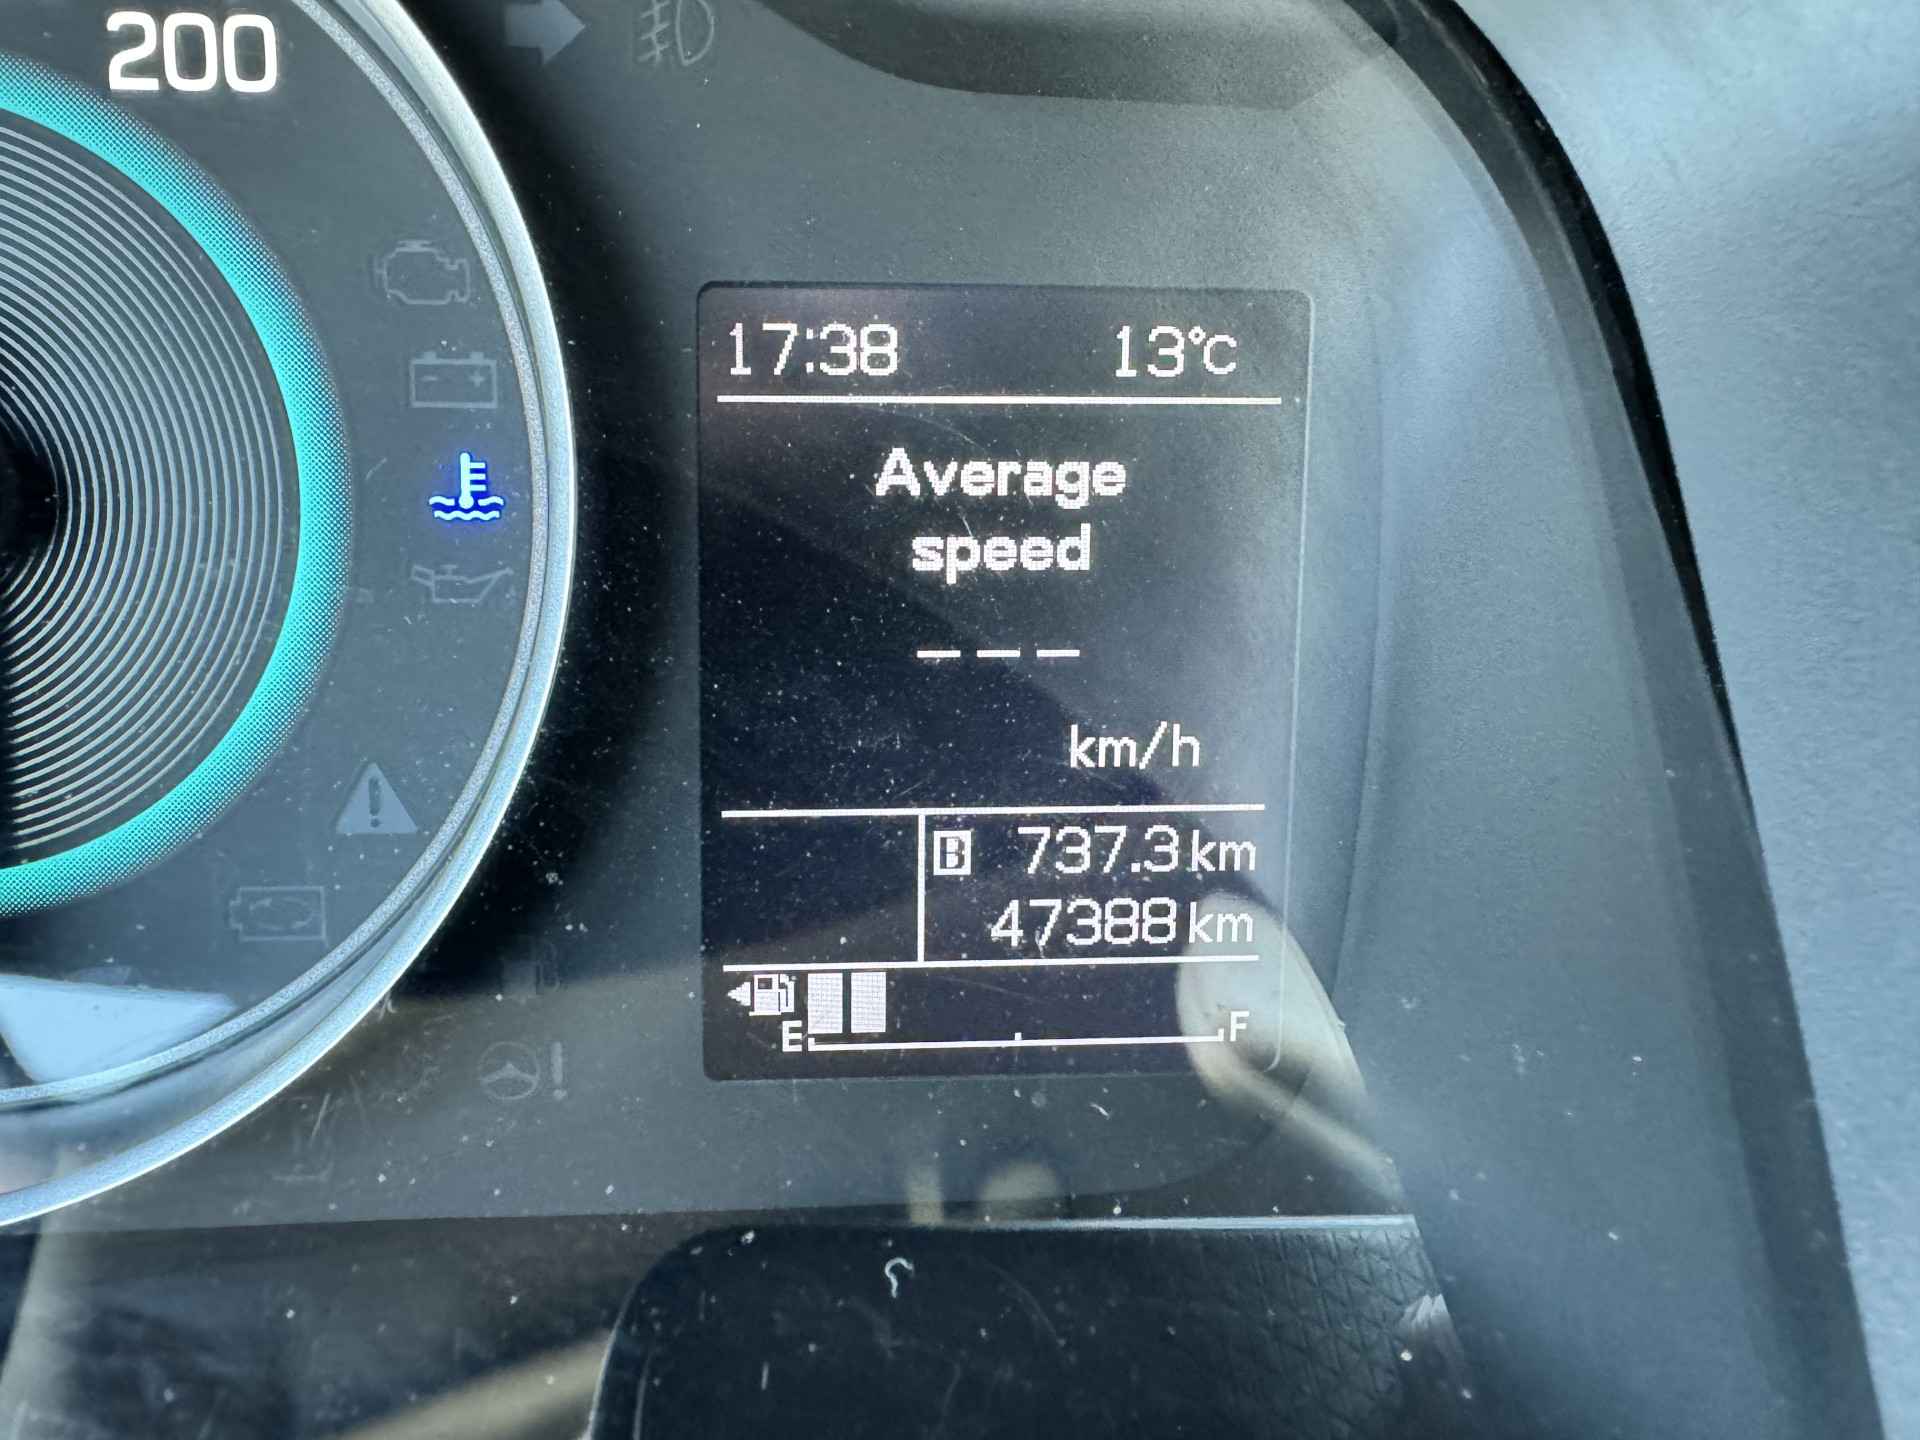 200
17:38 13°C
Average
speed
---
km/h
B 737.3 km
47388 km
E F